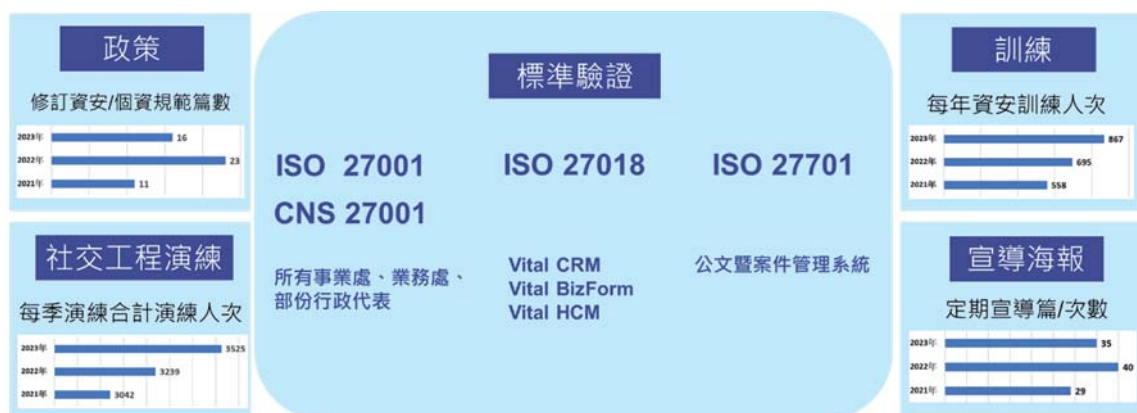 政策
修訂資安/個資規範篇數
2023年 16
2022年 23
2021年 11
社交工程演練
每季演練合計演練人次
2023年 3525
2022年 3239
2021年 3042
標準驗證
ISO 27001
CNS 27001
所有事業處、業務處、
部份行政代表
ISO 27018
Vital CRM
Vital BizForm
Vital HCM
ISO 27701
公文暨案件管理系統
訓練
每年資安訓練人次
2023年 867
2022年 695
2021年 558
宣導海報
定期宣導篇/次數
2023年 35
2022年 40
2021年 29